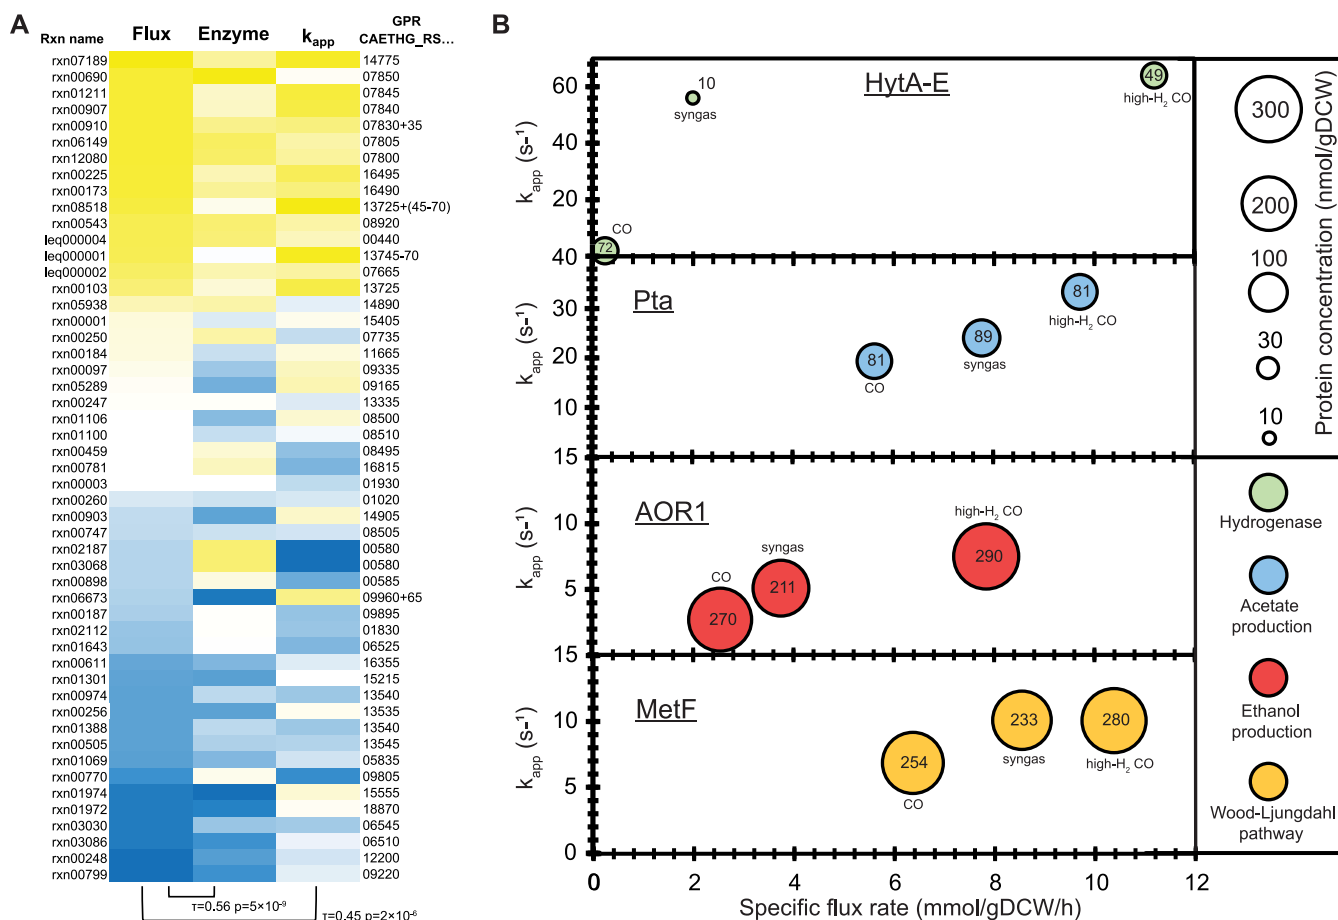 A
Rxn name
Flux
Enzyme
kapp
GPR
CAETHG_RS...
rxn07189 14775
rxn00690 07850
rxn01211 07845
rxn00907 07840
rxn00910 07830+35
rxn06149 07805
rxn12080 07800
rxn00225 16495
rxn00173 16490
rxn08518 13725+(45-70)
rxn00543 08920
leq000004 00440
leq000001 13745-70
leq000002 07665
rxn00103 13725
rxn05938 14890
rxn00001 15405
rxn00250 07735
rxn00184 11665
rxn00097 09335
rxn05289 09165
rxn00247 13335
rxn01106 08500
rxn01100 08510
rxn00459 08495
rxn00781 16815
rxn00003 01930
rxn00260 01020
rxn00903 14905
rxn00747 08505
rxn02187 00580
rxn03068 00580
rxn00898 00585
rxn06673 09960+65
rxn00187 09895
rxn02112 01830
rxn01643 06525
rxn00611 16355
rxn01301 15215
rxn00974 13540
rxn00256 13535
rxn01388 13540
rxn00505 13545
rxn01069 05835
rxn00770 09805
rxn01974 15555
rxn01972 18870
rxn03030 06545
rxn03086 06510
rxn00248 12200
rxn00799 09220
τ=0.56 p=5×10⁻⁹
τ=0.45 p=2×10⁻⁶
B
HytA-E
kapp (s⁻¹)
60
40
20
10
syngas
49
high-H₂ CO
CO
72
Pta
kapp (s⁻¹)
40
30
20
10
81
CO
89
syngas
81
high-H₂ CO
AOR1
kapp (s⁻¹)
15
10
5
CO
270
syngas
211
high-H₂ CO
290
MetF
kapp (s⁻¹)
15
10
5
0
254
CO
233
syngas
280
high-H₂ CO
0 2 4 6 8 10 12
Specific flux rate (mmol/gDCW/h)
300
200
100
30
10
Protein concentration (nmol/gDCW)
Hydrogenase
Acetate
production
Ethanol
production
Wood-Ljungdahl
pathway